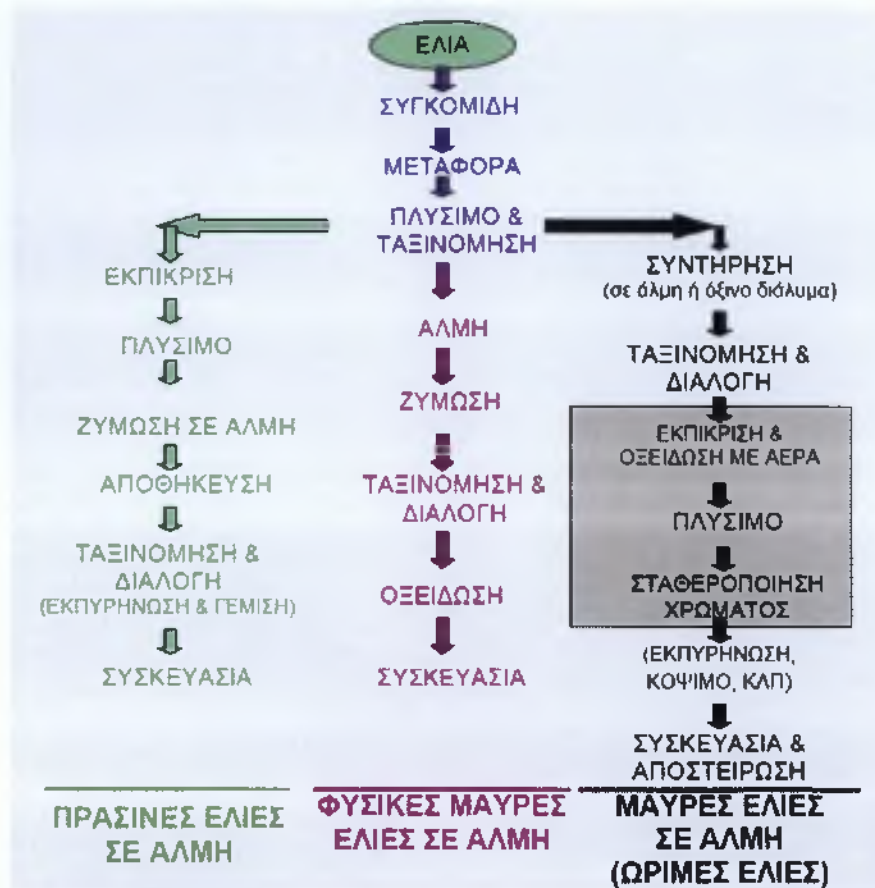 ΕΛΙΑ
ΣΥΓΚΟΜΙΔΗ
ΜΕΤΑΦΟΡΑ
ΠΛΥΣΙΜΟ &
ΤΑΞΙΝΟΜΗΣΗ
ΕΚΠΙΚΡΙΣΗ
ΠΛΥΣΙΜΟ
ΖΥΜΩΣΗ ΣΕ ΑΛΜΗ
ΑΠΟΘΗΚΕΥΣΗ
ΤΑΞΙΝΟΜΗΣΗ &
ΔΙΑΛΟΓΗ
(ΕΚΠΥΡΗΝΩΣΗ & ΓΕΜΙΣΗ)
ΣΥΣΚΕΥΑΣΙΑ
ΠΡΑΣΙΝΕΣ ΕΛΙΕΣ
ΣΕ ΑΛΜΗ
ΑΛΜΗ
ΖΥΜΩΣΗ
ΤΑΞΙΝΟΜΗΣΗ &
ΔΙΑΛΟΓΗ
ΟΞΕΙΔΩΣΗ
ΣΥΣΚΕΥΑΣΙΑ
ΦΥΣΙΚΕΣ ΜΑΥΡΕΣ
ΕΛΙΕΣ ΣΕ ΑΛΜΗ
ΣΥΝΤΗΡΗΣΗ
(σε άλμη ή όξινο διάλυμα)
ΤΑΞΙΝΟΜΗΣΗ &
ΔΙΑΛΟΓΗ
ΕΚΠΙΚΡΙΣΗ &
ΟΞΕΙΔΩΣΗ ΜΕ ΑΕΡΑ
ΠΛΥΣΙΜΟ
ΣΤΑΘΕΡΟΠΟΙΗΣΗ
ΧΡΩΜΑΤΟΣ
(ΕΚΠΥΡΗΝΩΣΗ,
ΚΟΨΙΜΟ, ΚΛΠ)
ΣΥΣΚΕΥΑΣΙΑ &
ΑΠΟΣΤΕΙΡΩΣΗ
ΜΑΥΡΕΣ ΕΛΙΕΣ
ΣΕ ΑΛΜΗ
(ΩΡΙΜΕΣ ΕΛΙΕΣ)